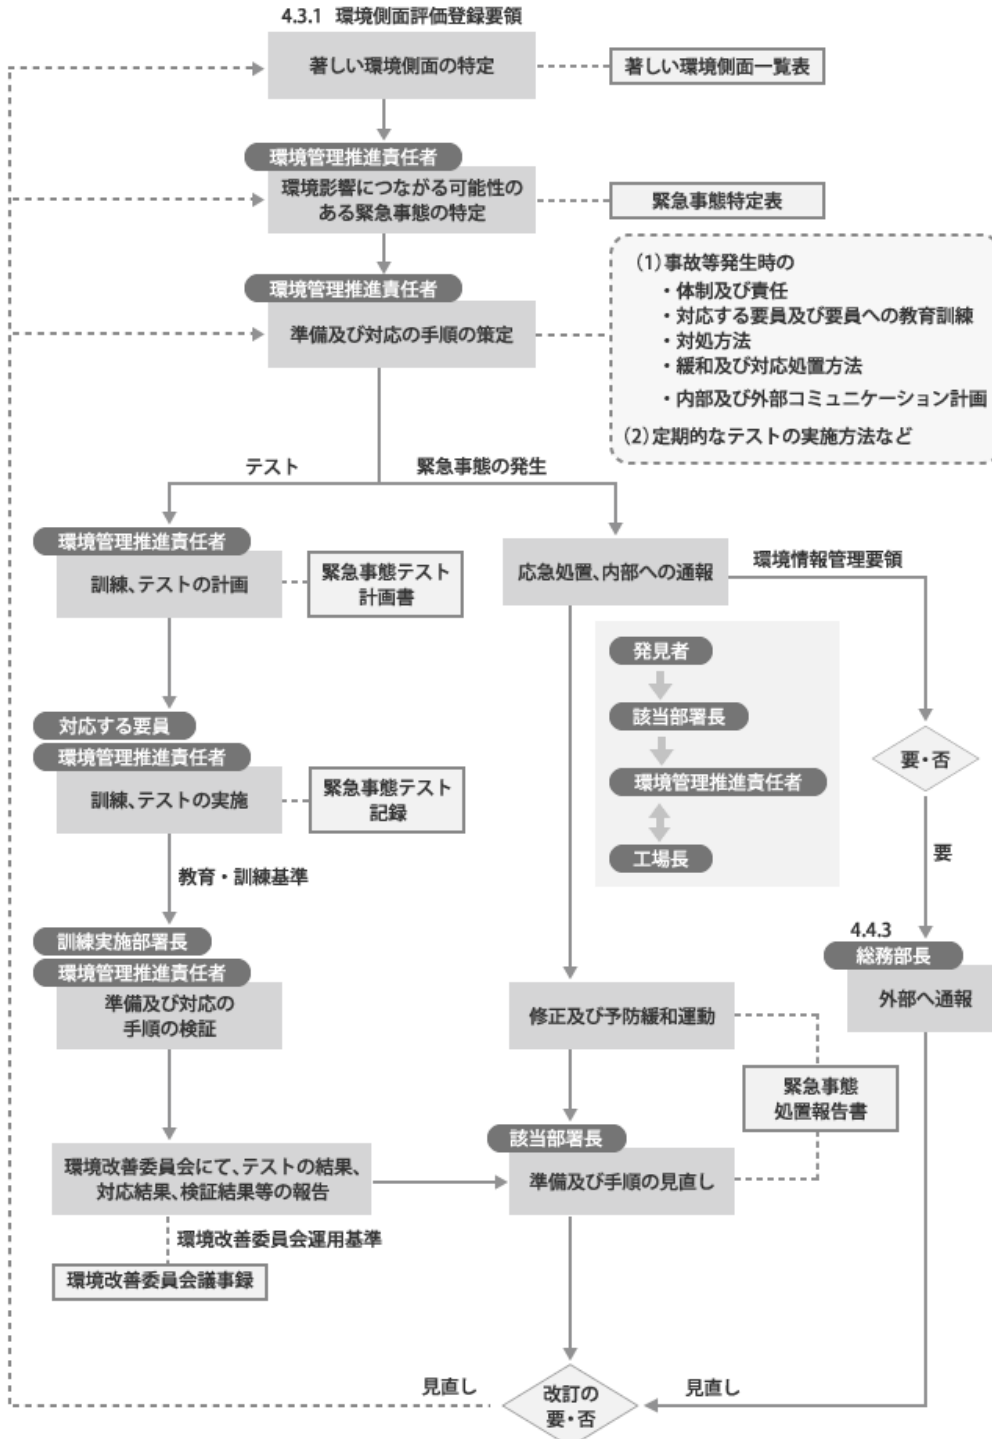 4.3.1 環境側面評価登録要領
著しい環境側面の特定
著しい環境側面一覧表
環境管理推進責任者
環境影響につながる可能性の
ある緊急事態の特定
緊急事態特定表
環境管理推進責任者
準備及び対応の手順の策定
(1)事故等発生時の
・体制及び責任
・対応する要員及び要員への教育訓練
・対処方法
・緩和及び対応処置方法
・内部及び外部コミュニケーション計画
(2)定期的なテストの実施方法など
テスト
緊急事態の発生
環境管理推進責任者
訓練、テストの計画
緊急事態テスト
計画書
応急処置、内部への通報
環境情報管理要領
発見者
該当部署長
環境管理推進責任者
工場長
要・否
要
対応する要員
環境管理推進責任者
訓練、テストの実施
緊急事態テスト
記録
教育・訓練基準
訓練実施部署長
環境管理推進責任者
準備及び対応の
手順の検証
4.4.3
総務部長
外部へ通報
修正及び予防緩和運動
緊急事態
処置報告書
該当部署長
準備及び手順の見直し
環境改善委員会にて、テストの結果、
対応結果、検証結果等の報告
環境改善委員会運用基準
環境改善委員会議事録
見直し
改訂の
要・否
見直し